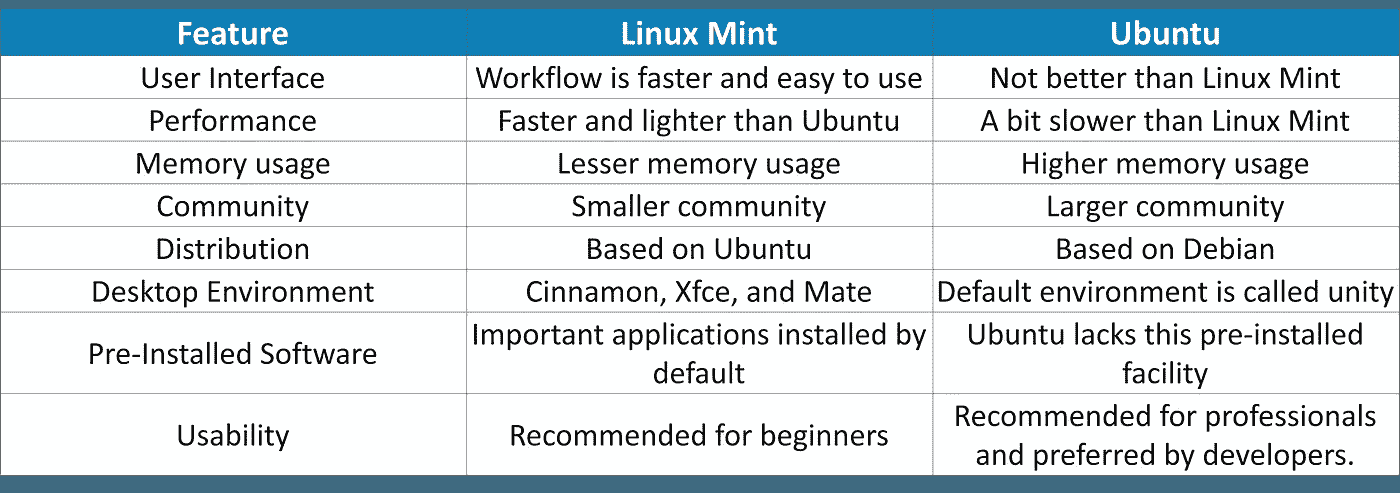 Feature Linux Mint Ubuntu
User Interface Workflow is faster and easy to use Not better than Linux Mint
Performance Faster and lighter than Ubuntu A bit slower than Linux Mint
Memory usage Lesser memory usage Higher memory usage
Community Smaller community Larger community
Distribution Based on Ubuntu Based on Debian
Desktop Environment Cinnamon, Xfce, and Mate Default environment is called unity
Pre-Installed Software
Important applications installed by
default
Ubuntu lacks this pre-installed
facility
Usability
Recommended for beginners
Recommended for professionals
and preferred by developers.